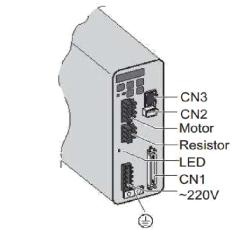 CN3
CN2
Motor
Resistor
LED
CN1
~220V